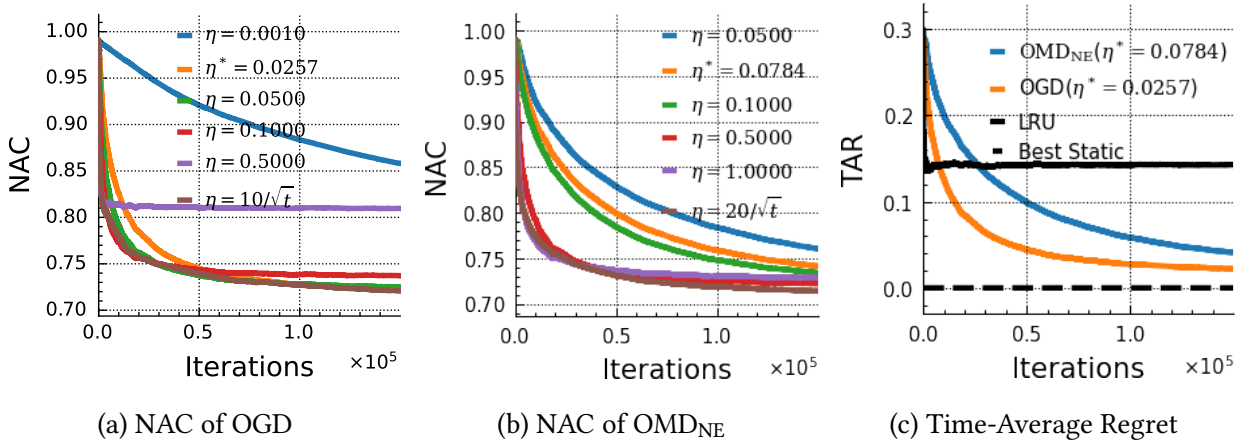 NAC
1.00
0.95
0.90
0.85
0.80
0.75
0.70
η = 0.0010
η* = 0.0257
η = 0.0500
η = 0.1000
η = 0.5000
η = 10/√t
0.0
0.5
1.0
×10⁵
Iterations
(a) NAC of OGD
NAC
1.00
0.95
0.90
0.85
0.80
0.75
0.70
η = 0.0500
η* = 0.0784
η = 0.1000
η = 0.5000
η = 1.0000
η = 20/√t
0.0
0.5
1.0
×10⁵
Iterations
(b) NAC of OMD_NE
TAR
0.3
0.2
0.1
0.0
OMD_NE(η* = 0.0784)
OGD(η* = 0.0257)
LRU
Best Static
0.0
0.5
1.0
×10⁵
Iterations
(c) Time-Average Regret